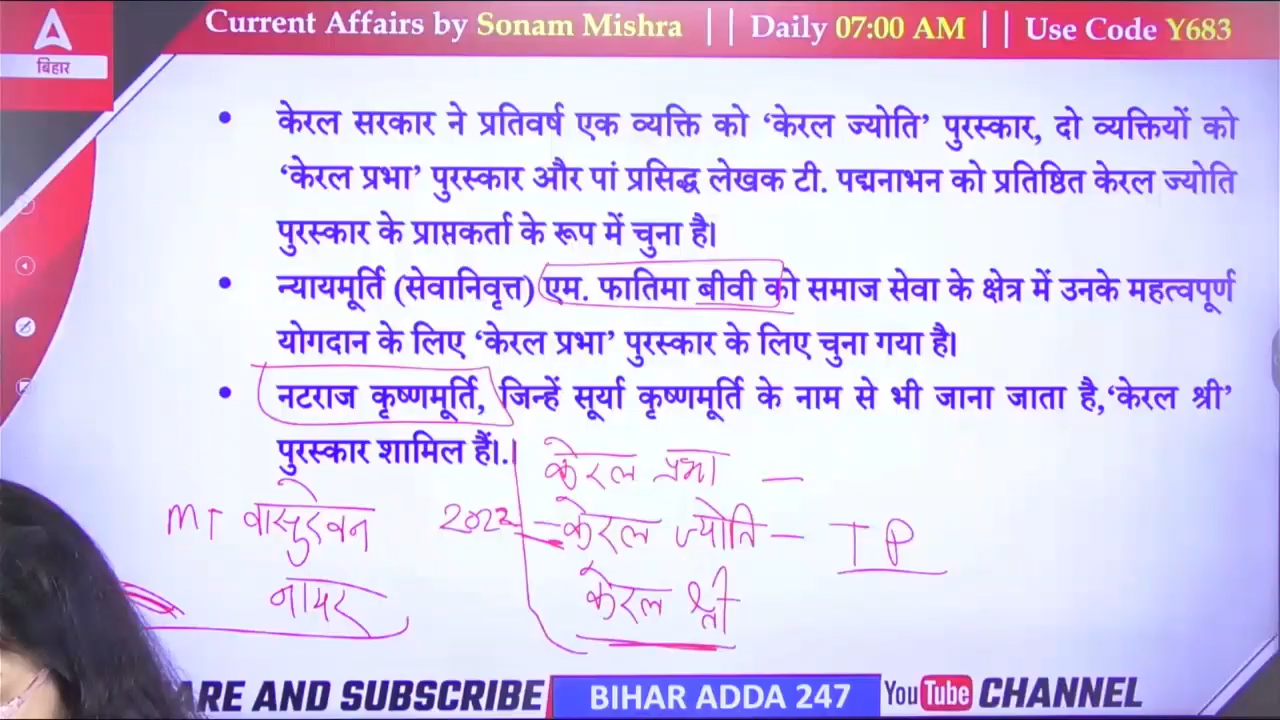 Current Affairs by Sonam Mishra || Daily 07:00 AM || Use Code Y683
बिहार
• केरल सरकार ने प्रतिवर्ष एक व्यक्ति को ‘केरल ज्योति’ पुरस्कार, दो व्यक्तियों को
‘केरल प्रभा’ पुरस्कार और पां प्रसिद्ध लेखक टी. पद्मनाभन को प्रतिष्ठित केरल ज्योति
पुरस्कार के प्राप्तकर्ता के रूप में चुना है।
• न्यायमूर्ति (सेवानिवृत्त) एम. फातिमा बीवी को समाज सेवा के क्षेत्र में उनके महत्वपूर्ण
योगदान के लिए ‘केरल प्रभा’ पुरस्कार के लिए चुना गया है।
• नटराज कृष्णमूर्ति, जिन्हें सूर्या कृष्णमूर्ति के नाम से भी जाना जाता है,‘केरल श्री’
पुरस्कार शामिल हैं।.।
केरल प्रभा —
MT वासुदेवन 2022 – केरल ज्योति – TP
नायर केरल श्री
ARE AND SUBSCRIBE BIHAR ADDA 247 YouTube CHANNEL